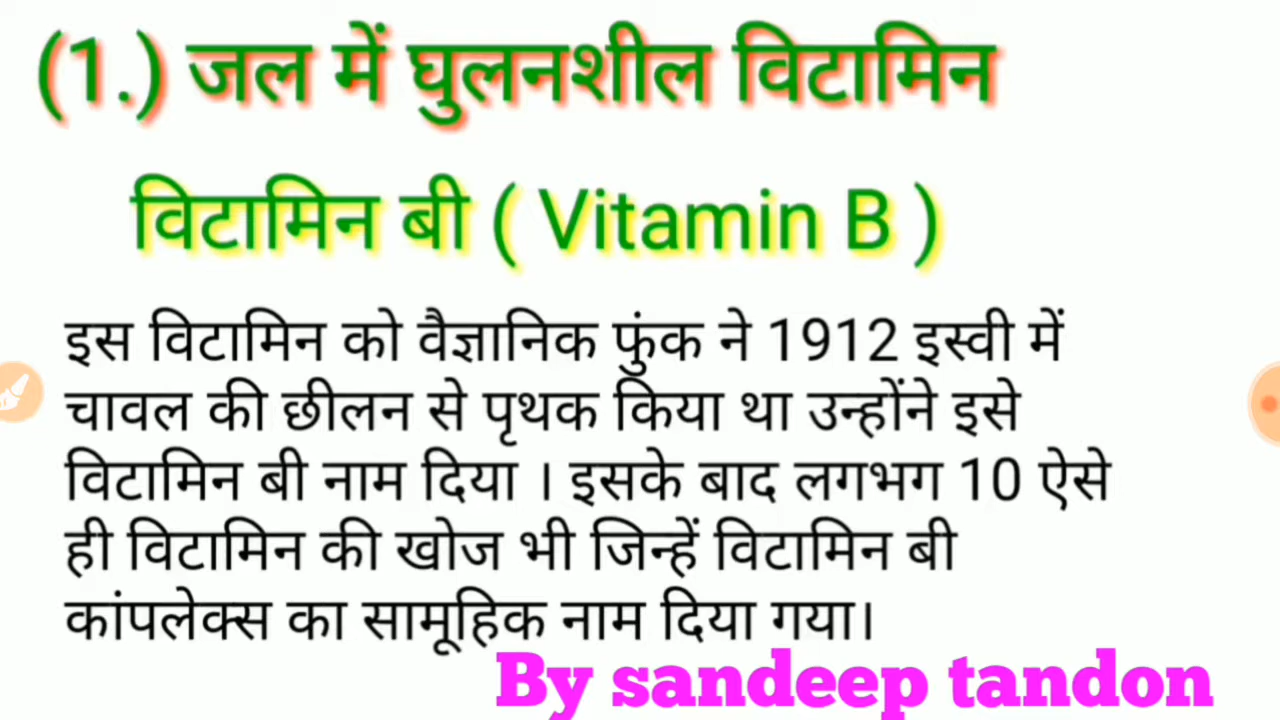 (1.) जल में घुलनशील विटामिन
विटामिन बी ( Vitamin B )
इस विटामिन को वैज्ञानिक फुंक ने 1912 इस्वी में
चावल की छीलन से पृथक किया था उन्होंने इसे
विटामिन बी नाम दिया । इसके बाद लगभग 10 ऐसे
ही विटामिन की खोज भी जिन्हें विटामिन बी
कांपलेक्स का सामूहिक नाम दिया गया।
By sandeep tandon